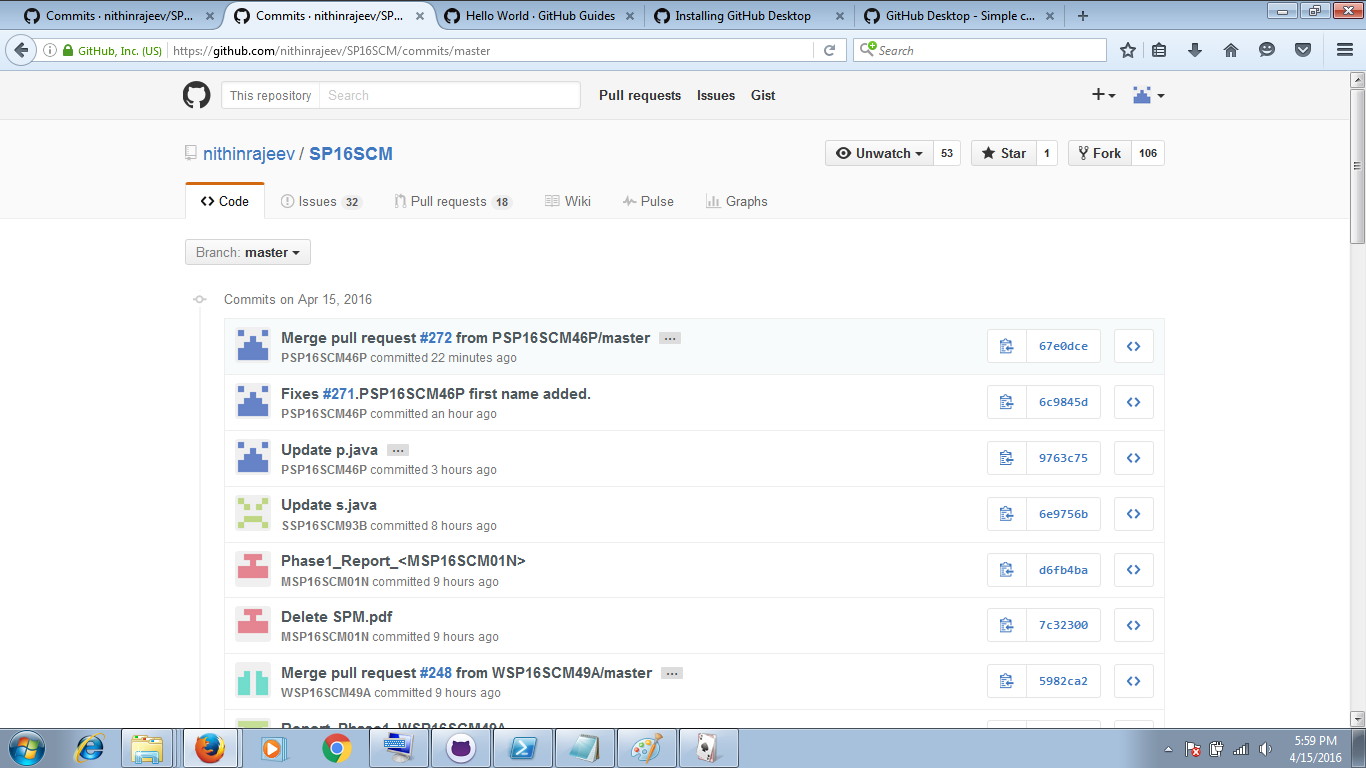 Commits · nithinrajeev/SP... × Commits · nithinrajeev/SP... × Hello World · GitHub Guides × Installing GitHub Desktop × GitHub Desktop - Simple c... × +
GitHub, Inc. (US) https://github.com/nithinrajeev/SP16SCM/commits/master Search
This repository Search Pull requests Issues Gist
nithinrajeev / SP16SCM Unwatch 53 Star 1 Fork 106
Code Issues 32 Pull requests 18 Wiki Pulse Graphs
Branch: master
Commits on Apr 15, 2016
Merge pull request #272 from PSP16SCM46P/master ...
PSP16SCM46P committed 22 minutes ago
67e0dce
Fixes #271.PSP16SCM46P first name added.
PSP16SCM46P committed an hour ago
6c9845d
Update p.java ...
PSP16SCM46P committed 3 hours ago
9763c75
Update s.java
SSP16SCM93B committed 8 hours ago
6e9756b
Phase1_Report_<MSP16SCM01N>
MSP16SCM01N committed 9 hours ago
d6fb4ba
Delete SPM.pdf
MSP16SCM01N committed 9 hours ago
7c32300
Merge pull request #248 from WSP16SCM49A/master ...
WSP16SCM49A committed 9 hours ago
5982ca2
Report_Phase1_WSP16SCM49A
5:59 PM
4/15/2016